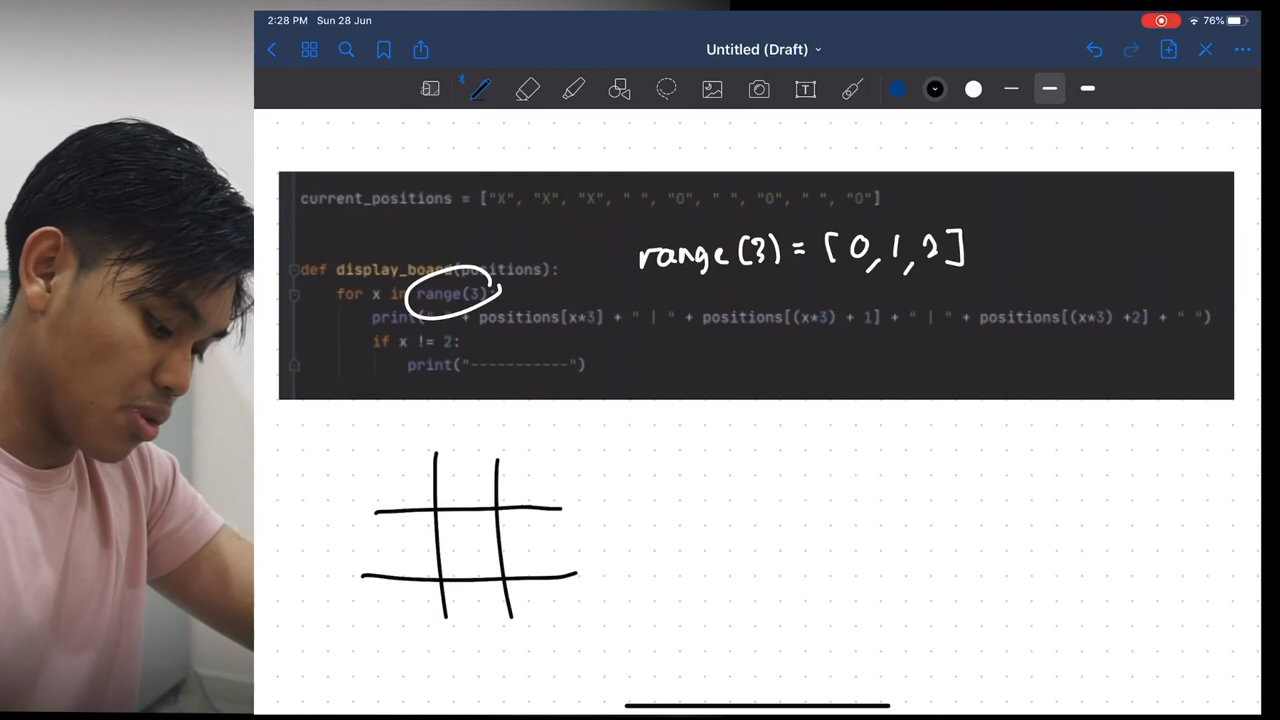 2:28 PM Sun 28 Jun
76%
Untitled (Draft)
T
current_positions = ["X", "X", "X", " ", "O", " ", "O", " ", "O"]
range(3) = [0,1,2]
def display_board(positions):
for x in range(3):
print(" " + positions[x*3] + " | " + positions[(x*3) + 1] + " | " + positions[(x*3) +2] + " ")
if x != 2:
print("-----------")